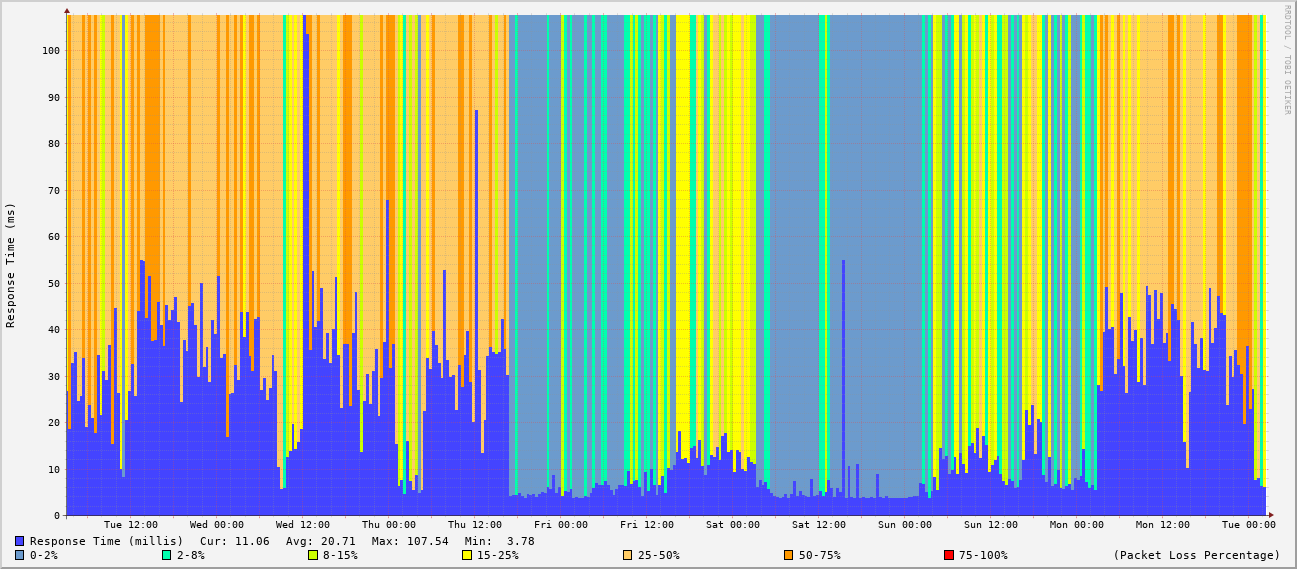 RRDTOOL / TOBI OETIKER
Response Time (ms)
100
90
80
70
60
50
40
30
20
10
0
Tue 12:00 Wed 00:00 Wed 12:00 Thu 00:00 Thu 12:00 Fri 00:00 Fri 12:00 Sat 00:00 Sat 12:00 Sun 00:00 Sun 12:00 Mon 00:00 Mon 12:00 Tue 00:00
Response Time (millis) Cur: 11.06 Avg: 20.71 Max: 107.54 Min: 3.78
0-2% 2-8% 8-15% 15-25% 25-50% 50-75% 75-100% (Packet Loss Percentage)